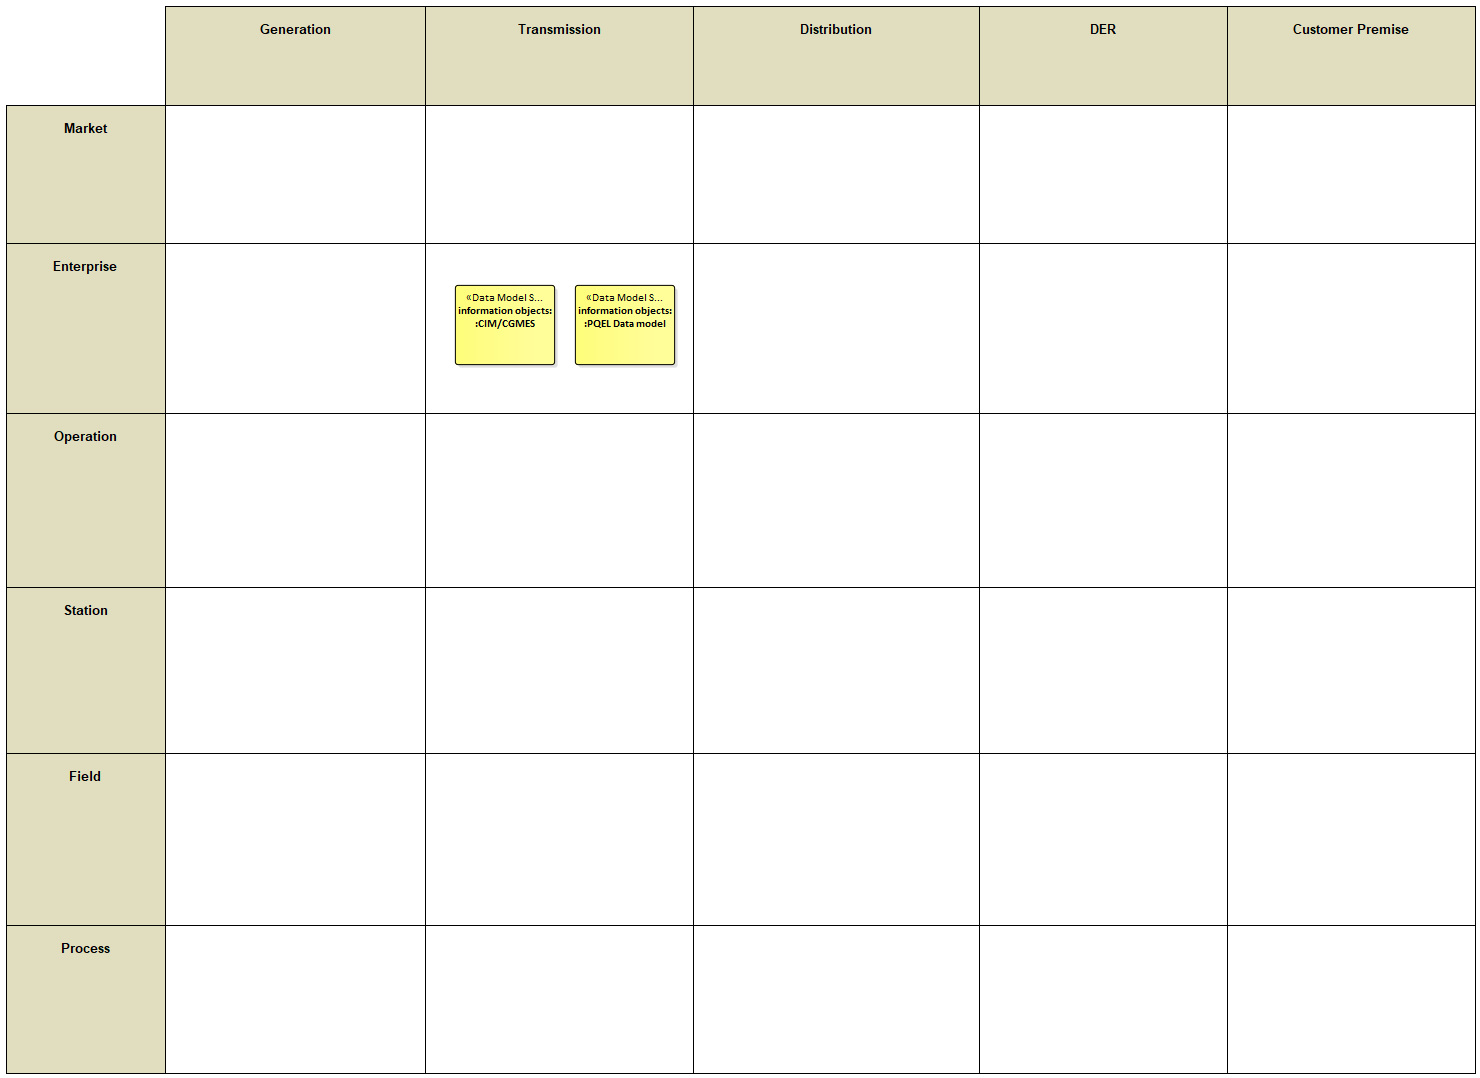 Generation
Transmission
Distribution
DER
Customer Premise
Market
Enterprise
«Data Model S...
information objects:
:CIM/CGMES
«Data Model S...
information objects:
:PQEL Data model
Operation
Station
Field
Process